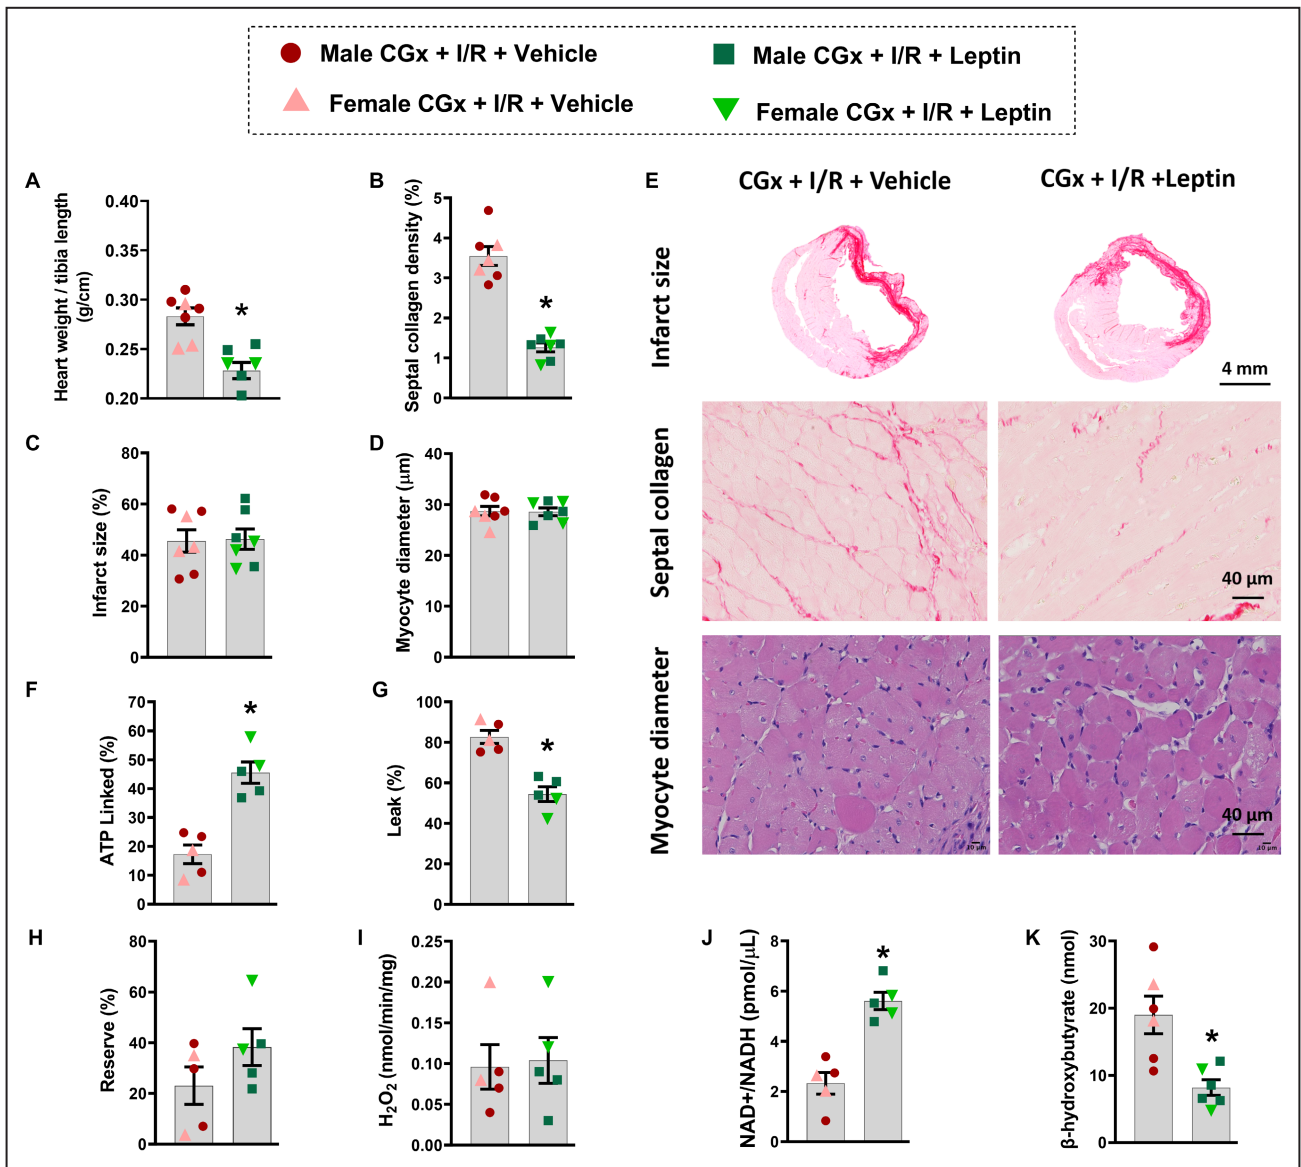 Male CGx + I/R + Vehicle
Male CGx + I/R + Leptin
Female CGx + I/R + Vehicle
Female CGx + I/R + Leptin
A
Heart weight / tibia length
(g/cm)
0.40
0.35
0.30
0.25
0.20
*
B
Septal collagen density (%)
5
4
3
2
1
0
*
C
Infarct size (%)
80
60
40
20
0
D
Myocyte diameter (μm)
40
30
20
10
0
E
CGx + I/R + Vehicle
CGx + I/R +Leptin
Infarct size
4 mm
Septal collagen
40 μm
Myocyte diameter
40 μm
F
ATP Linked (%)
70
60
50
40
30
20
10
0
*
G
Leak (%)
100
80
60
40
20
0
*
H
Reserve (%)
80
60
40
20
0
I
H2O2 (nmol/min/mg)
0.25
0.20
0.15
0.10
0.05
0.00
J
NAD+/NADH (pmol/μL)
8
6
4
2
0
*
K
β-hydroxybutyrate (nmol)
30
20
10
0
*